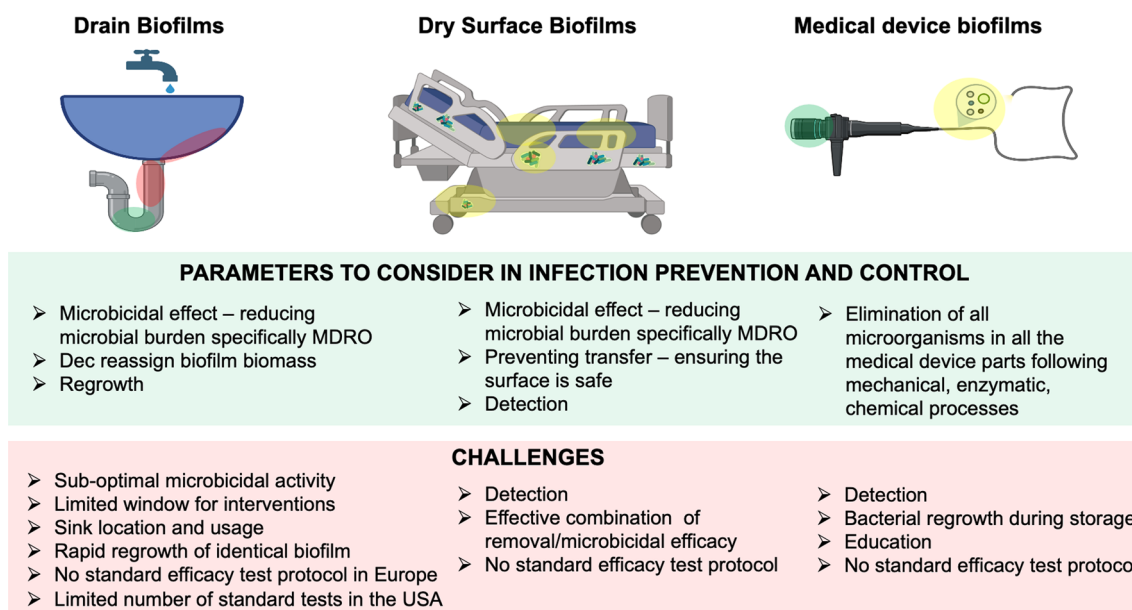 Drain Biofilms
Dry Surface Biofilms
Medical device biofilms
PARAMETERS TO CONSIDER IN INFECTION PREVENTION AND CONTROL
➢ Microbicidal effect – reducing
microbial burden specifically MDRO
➢ Dec reassign biofilm biomass
➢ Regrowth
➢ Microbicidal effect – reducing
microbial burden specifically MDRO
➢ Preventing transfer – ensuring the
surface is safe
➢ Detection
➢ Elimination of all
microorganisms in all the
medical device parts following
mechanical, enzymatic,
chemical processes
CHALLENGES
➢ Sub-optimal microbicidal activity
➢ Limited window for interventions
➢ Sink location and usage
➢ Rapid regrowth of identical biofilm
➢ No standard efficacy test protocol in Europe
➢ Limited number of standard tests in the USA
➢ Detection
➢ Effective combination of
removal/microbicidal efficacy
➢ No standard efficacy test protocol
➢ Detection
➢ Bacterial regrowth during storage
➢ Education
➢ No standard efficacy test protoco